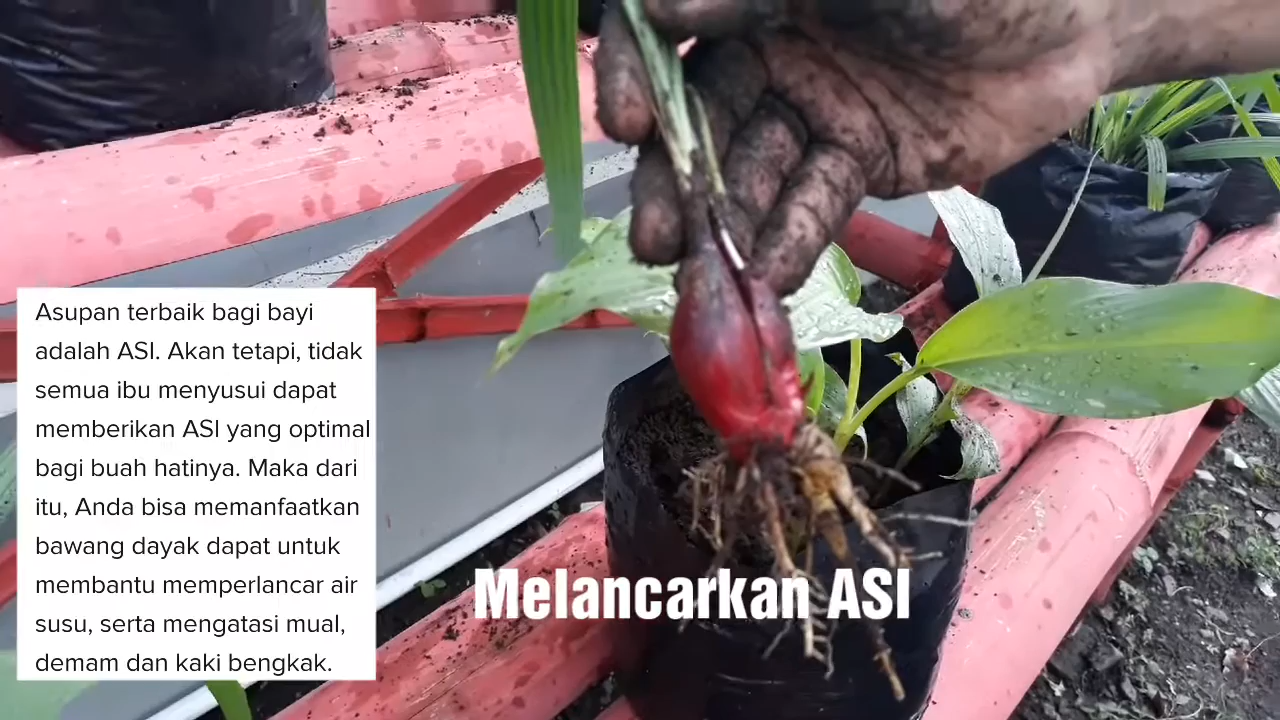 Asupan terbaik bagi bayi
adalah ASI. Akan tetapi, tidak
semua ibu menyusui dapat
memberikan ASI yang optimal
bagi buah hatinya. Maka dari
itu, Anda bisa memanfaatkan
bawang dayak dapat untuk
membantu memperlancar air
susu, serta mengatasi mual,
demam dan kaki bengkak.
Melancarkan ASI